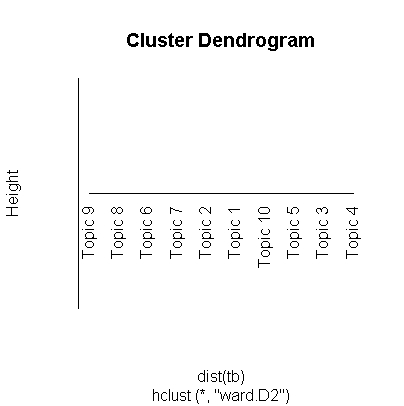 Cluster Dendrogram
Height
Topic 9
Topic 8
Topic 6
Topic 7
Topic 2
Topic 1
Topic 10
Topic 5
Topic 3
Topic 4
dist(tb)
hclust (*, "ward.D2")